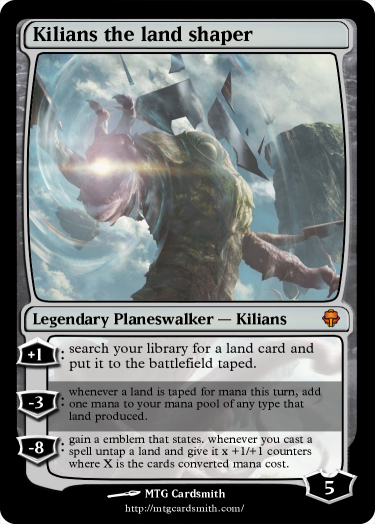 Kilians the land shaper
Legendary Planeswalker — Kilians
+1 : search your library for a land card and
put it to the battlefield taped.
-3 : whenever a land is taped for mana this turn, add
one mana to your mana pool of any type that
land produced.
-8 : gain a emblem that states. whenever you cast a
spell untap a land and give it x +1/+1 counters
where X is the cards converted mana cost.
5
MTG Cardsmith
http://mtgcardsmith.com/